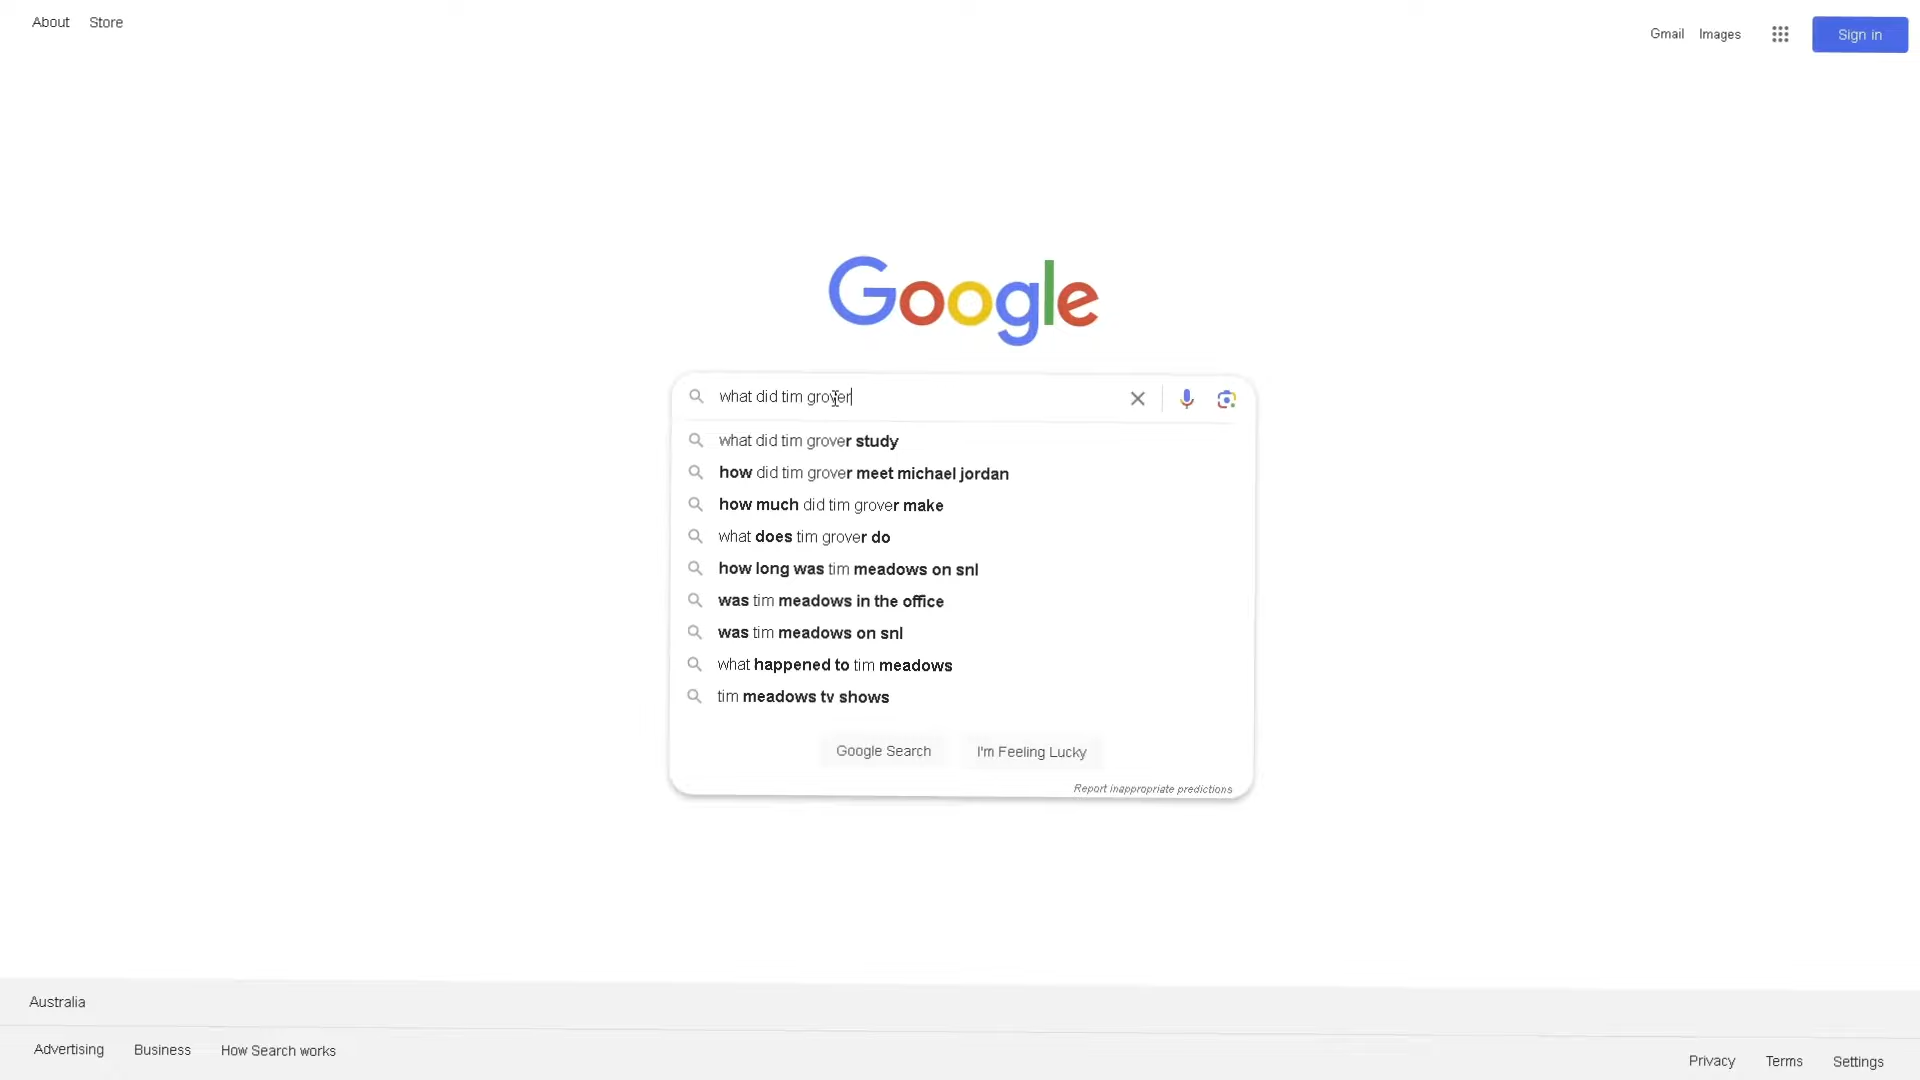 About Store
Gmail Images Sign in
Google
what did tim grover
what did tim grover study
how did tim grover meet michael jordan
how much did tim grover make
what does tim grover do
how long was tim meadows on snl
was tim meadows in the office
was tim meadows on snl
what happened to tim meadows
tim meadows tv shows
Google Search I'm Feeling Lucky
Report inappropriate predictions
Australia
Advertising Business How Search works
Privacy Terms Settings